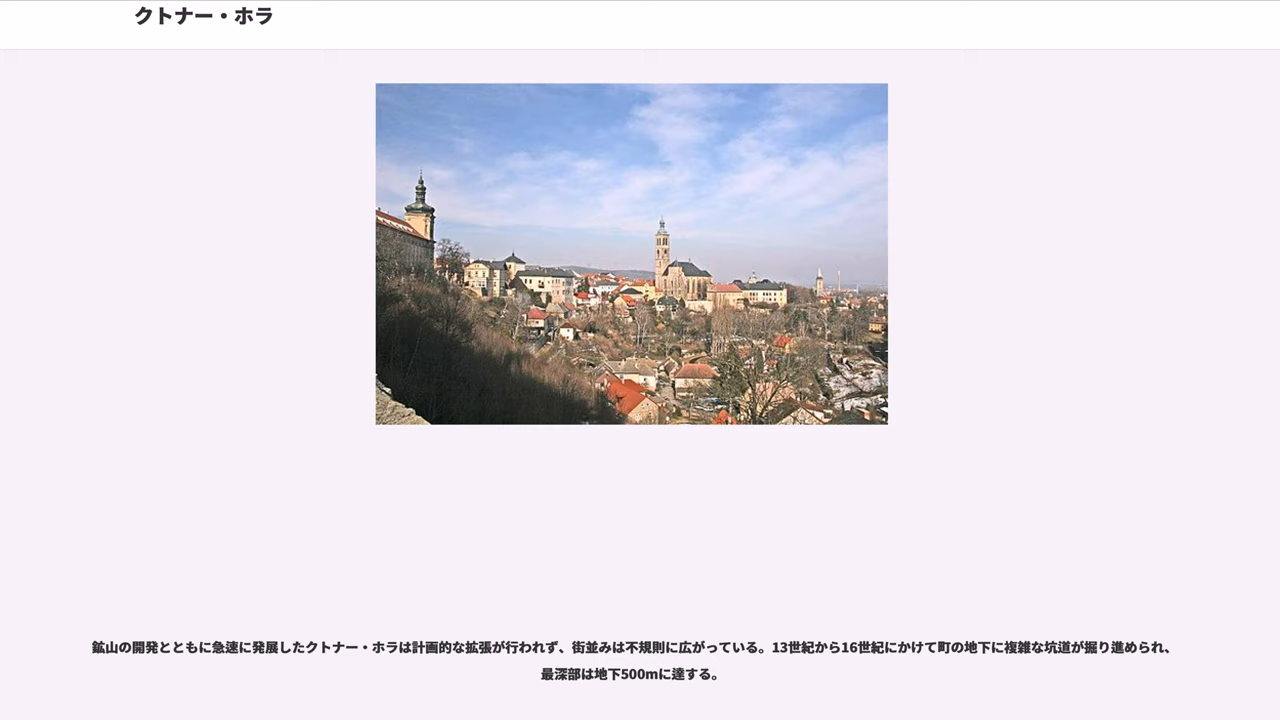 クトナー・ホラ
鉱山の開発とともに急速に発展したクトナー・ホラは計画的な拡張が行われず、街並みは不規則に広がっている。13世紀から16世紀にかけて町の地下に複雑な坑道が掘り進められ、
最深部は地下500mに達する。